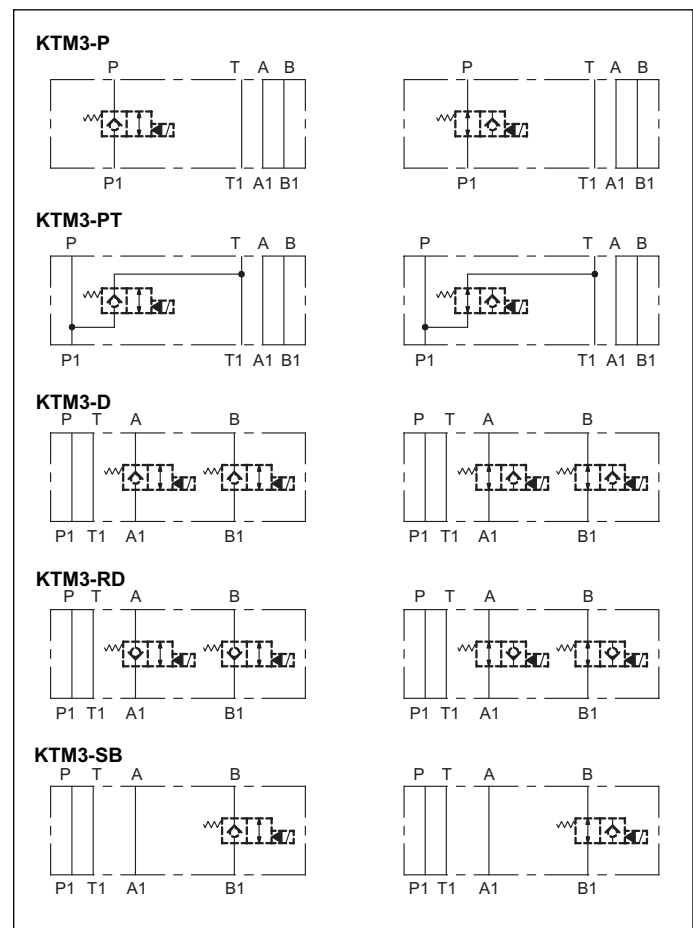 KTM3-P
P T A B P T A B
P1 T1 A1 B1 P1 T1 A1 B1
KTM3-PT
P T A B P T A B
P1 T1 A1 B1 P1 T1 A1 B1
KTM3-D
P T A B P T A B
P1 T1 A1 B1 P1 T1 A1 B1
KTM3-RD
P T A B P T A B
P1 T1 A1 B1 P1 T1 A1 B1
KTM3-SB
P T A B P T A B
P1 T1 A1 B1 P1 T1 A1 B1